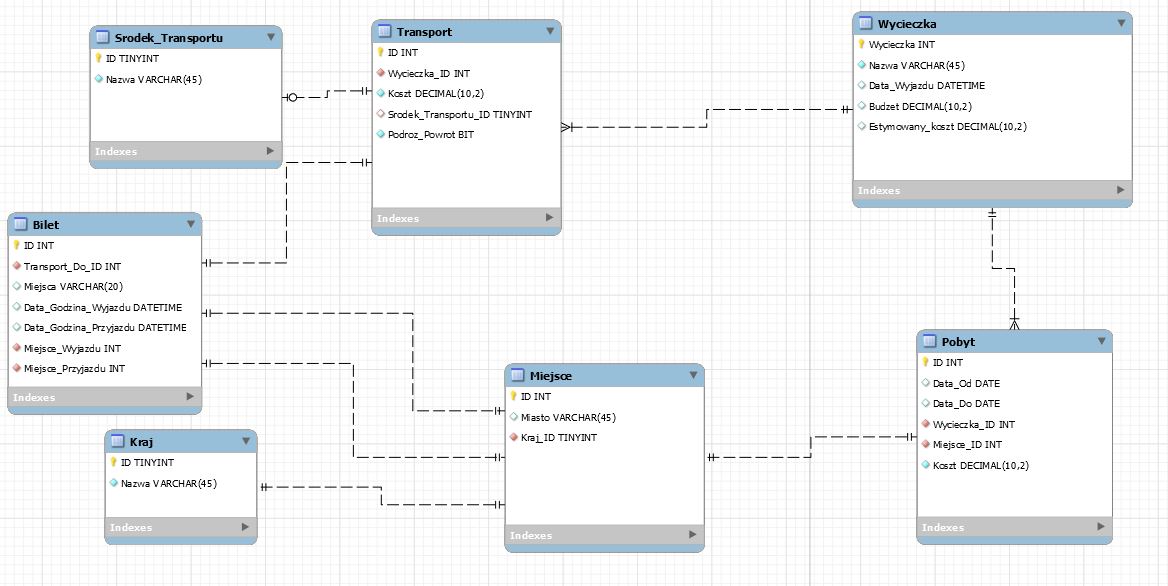 Srodek_Transportu
ID TINYINT
Nazwa VARCHAR(45)
Indexes
Transport
ID INT
Wycieczka_ID INT
Koszt DECIMAL(10,2)
Srodek_Transportu_ID TINYINT
Podroz_Powrot BIT
Indexes
Wycieczka
Wycieczka INT
Nazwa VARCHAR(45)
Data_Wyjazdu DATETIME
Budzet DECIMAL(10,2)
Estymowany_koszt DECIMAL(10,2)
Indexes
Bilet
ID INT
Transport_Do_ID INT
Miejsca VARCHAR(20)
Data_Godzina_Wyjazdu DATETIME
Data_Godzina_Przyjazdu DATETIME
Miejsce_Wyjazdu INT
Miejsce_Przyjazdu INT
Indexes
Kraj
ID TINYINT
Nazwa VARCHAR(45)
Indexes
Miejsce
ID INT
Miasto VARCHAR(45)
Kraj_ID TINYINT
Indexes
Pobyt
ID INT
Data_Od DATE
Data_Do DATE
Wycieczka_ID INT
Miejsce_ID INT
Koszt DECIMAL(10,2)
Indexes